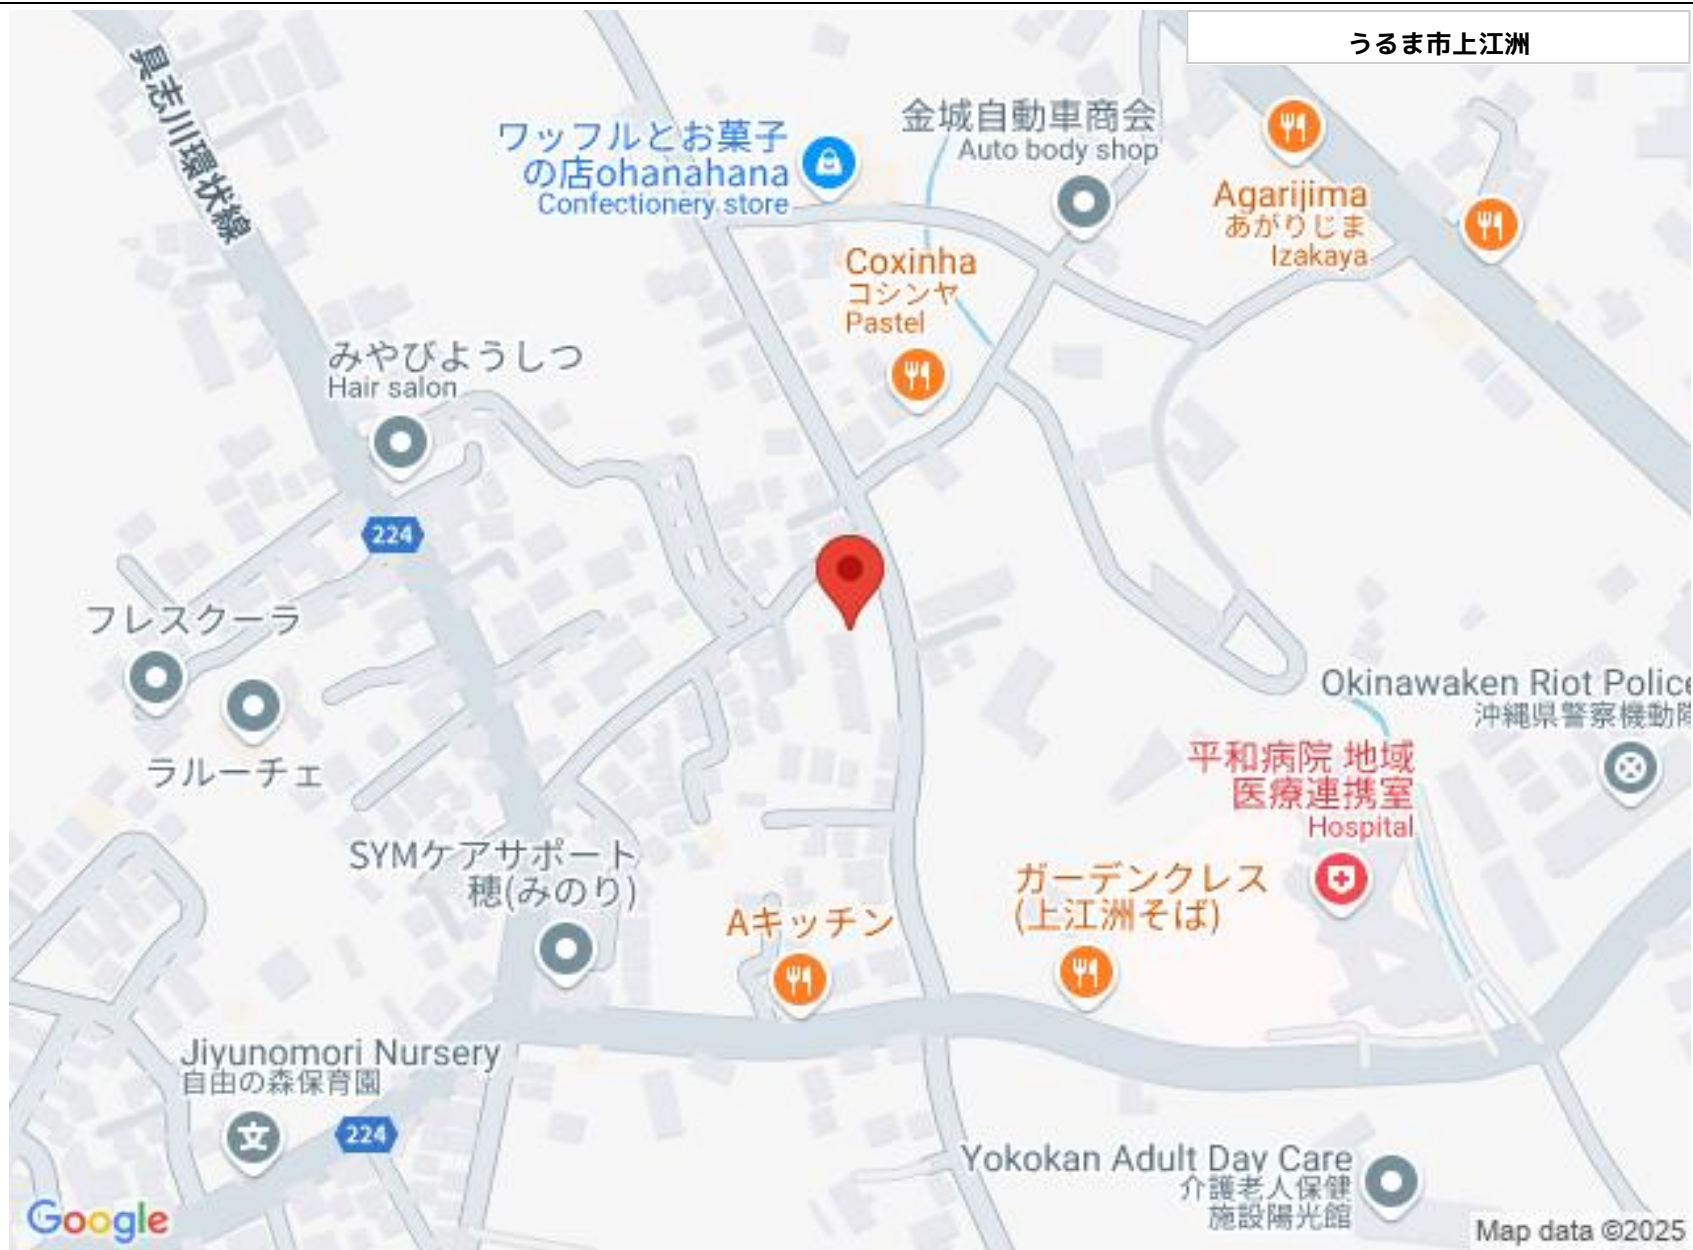 うるま市上江洲
具志川環状線
ワッフルとお菓子
の店ohanahana
Confectionery store
金城自動車商会
Auto body shop
Agarijima
あがりじま
Izakaya
Coxinha
コシンヤ
Pastel
みやびようしつ
Hair salon
224
フレスクーラ
ラルーチェ
Okinawaken Riot Police
沖縄県警察機動隊
平和病院 地域
医療連携室
Hospital
SYMケアサポート
穂(みのり)
Aキッチン
ガーデンクレス
(上江洲そば)
Jiyunomori Nursery
自由の森保育園
224
Yokokan Adult Day Care
介護老人保健
施設陽光館
Google
Map data ©2025